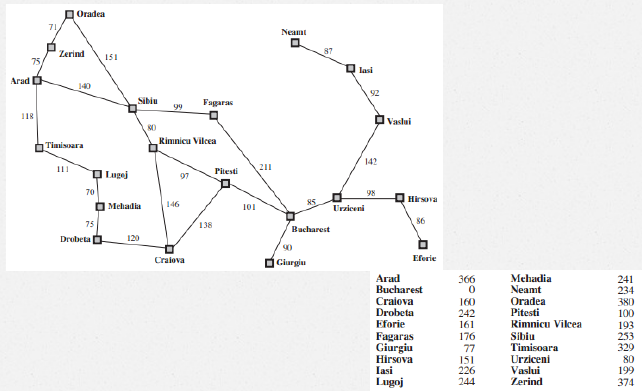 Oradea
71
Neamt
Zerind
87
75
151
Iasi
Arad
140
92
Sibiu
99
Fagaras
118
80
Vaslui
Timisoara
Rimnicu Vilcea
111
Lugoj
97
Pitesti
211
142
70
98
Mehadia
146
101
85
Hirsova
Urziceni
75
138
86
Bucharest
Drobeta
120
90
Craiova
Giurgiu
Eforie
Arad 366 Mehadia 241
Bucharest 0 Neamt 234
Craiova 160 Oradea 380
Drobeta 242 Pitesti 100
Eforie 161 Rimnicu Vilcea 193
Fagaras 176 Sibiu 253
Giurgiu 77 Timisoara 329
Hirsova 151 Urziceni 80
Iasi 226 Vaslui 199
Lugoj 244 Zerind 374